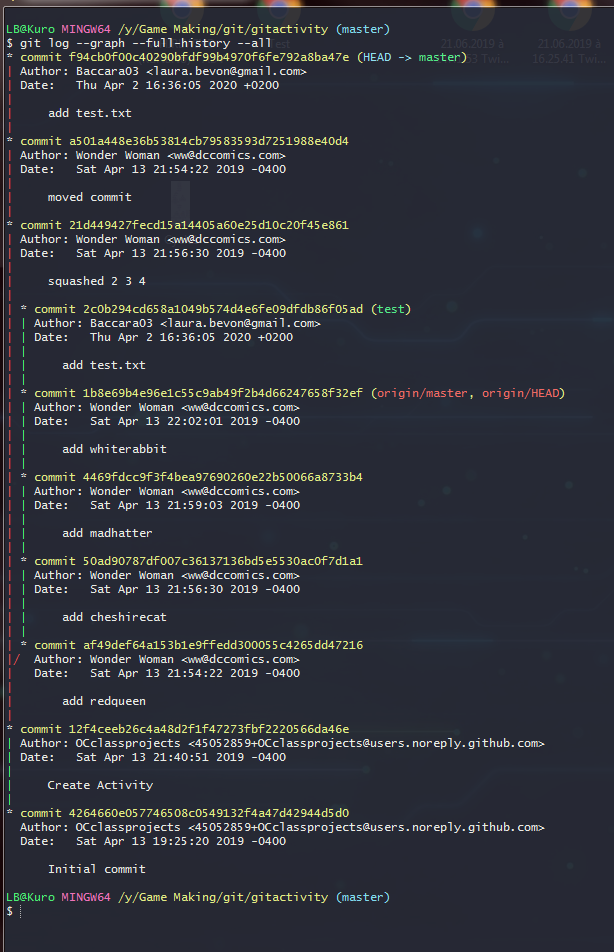 LB@Kuro MINGW64 /y/Game Making/git/gitactivity (master)
$ git log --graph --full-history --all
* commit f94cb0f00c40290bfdf99b4970f6fe792a8ba47e (HEAD -> master)
| Author: Baccara03 <laura.bevon@gmail.com>
| Date:   Thu Apr 2 16:36:05 2020 +0200
|
|     add test.txt
|
* commit a501a448e36b53814cb79583593d7251988e40d4
| Author: Wonder Woman <ww@dccomics.com>
| Date:   Sat Apr 13 21:54:22 2019 -0400
|
|     moved commit
|
* commit 21d449427fecd15a14405a60e25d10c20f45e861
| Author: Wonder Woman <ww@dccomics.com>
| Date:   Sat Apr 13 21:56:30 2019 -0400
|
|     squashed 2 3 4
|
| * commit 2c0b294cd658a1049b574d4e6fe09dfdb86f05ad (test)
| | Author: Baccara03 <laura.bevon@gmail.com>
| | Date:   Thu Apr 2 16:36:05 2020 +0200
| |
| |     add test.txt
| |
| * commit 1b8e69b4e96e1c55c9ab49f2b4d66247658f32ef (origin/master, origin/HEAD)
| | Author: Wonder Woman <ww@dccomics.com>
| | Date:   Sat Apr 13 22:02:01 2019 -0400
| |
| |     add whiterabbit
| |
| * commit 4469fdcc9f3f4bea97690260e22b50066a8733b4
| | Author: Wonder Woman <ww@dccomics.com>
| | Date:   Sat Apr 13 21:59:03 2019 -0400
| |
| |     add madhatter
| |
| * commit 50ad90787df007c36137136bd5e5530ac0f7d1a1
| | Author: Wonder Woman <ww@dccomics.com>
| | Date:   Sat Apr 13 21:56:30 2019 -0400
| |
| |     add cheshirecat
| |
| * commit af49def64a153b1e9ffedd300055c4265dd47216
|/  Author: Wonder Woman <ww@dccomics.com>
|   Date:   Sat Apr 13 21:54:22 2019 -0400
|
|       add redqueen
|
* commit 12f4ceeb26c4a48d2f1f47273fbf2220566da46e
| Author: OCclassprojects <45052859+OCclassprojects@users.noreply.github.com>
| Date:   Sat Apr 13 21:40:51 2019 -0400
|
|     Create Activity
|
* commit 4264660e057746508c0549132f4a47d42944d5d0
  Author: OCclassprojects <45052859+OCclassprojects@users.noreply.github.com>
  Date:   Sat Apr 13 19:25:20 2019 -0400

      Initial commit

LB@Kuro MINGW64 /y/Game Making/git/gitactivity (master)
$